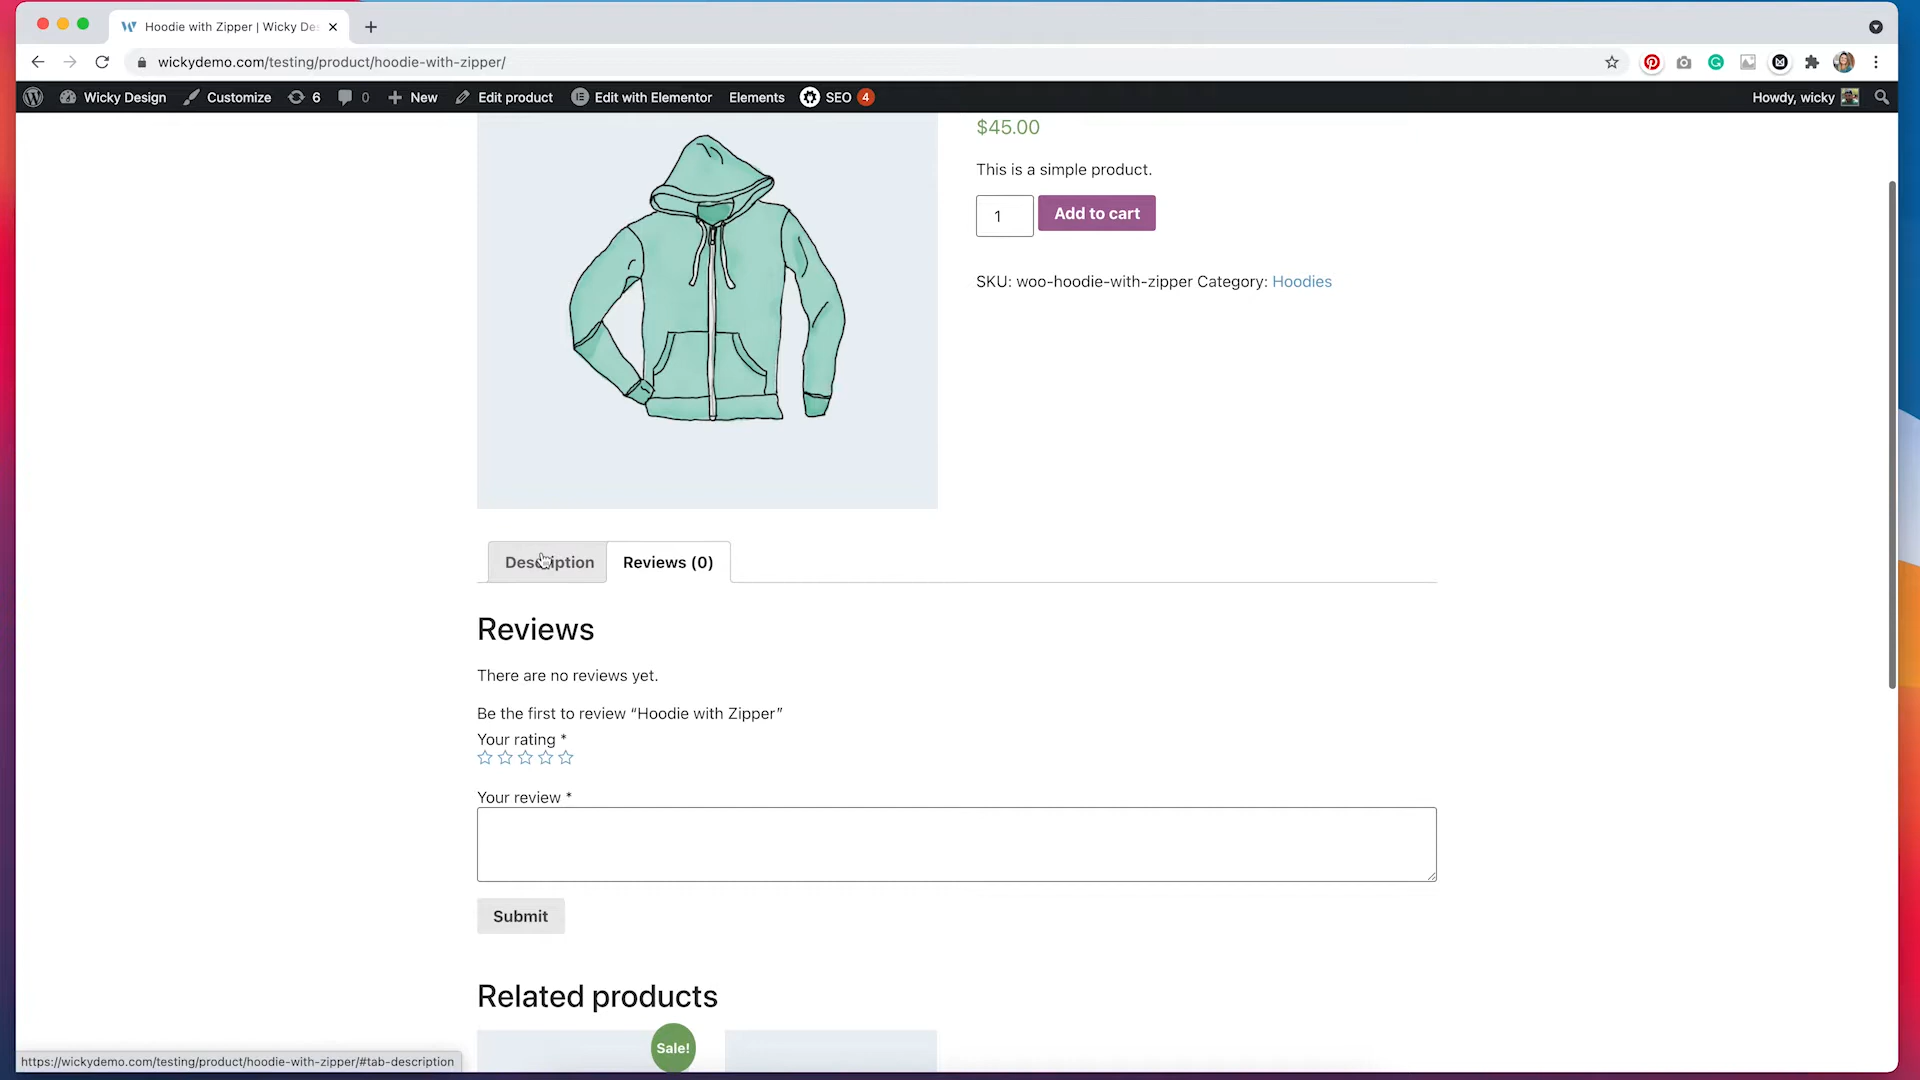 Hoodie with Zipper | Wicky De
wickydemo.com/testing/product/hoodie-with-zipper/
Wicky Design Customize 6 0 New Edit product Edit with Elementor Elements SEO 4 Howdy, wicky
$45.00
This is a simple product.
1 Add to cart
SKU: woo-hoodie-with-zipper Category: Hoodies
Description Reviews (0)
Reviews
There are no reviews yet.
Be the first to review “Hoodie with Zipper”
Your rating *
Your review *
Submit
Related products
Sale!
https://wickydemo.com/testing/product/hoodie-with-zipper/#tab-description